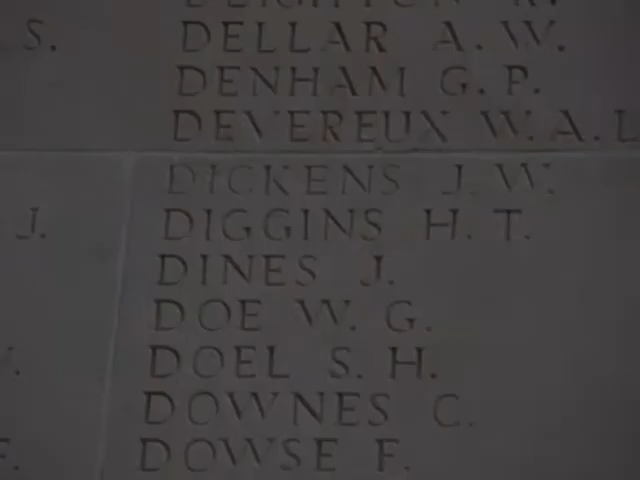 S.
DELLAR A. W.
DENHAM G. P.
DEVEREUX W. A. L
DICKENS J. W.
J.
DIGGINS H. T.
DINES J.
DOE W. G.
DOEL S. H.
DOWNES C.
DOWSE F.